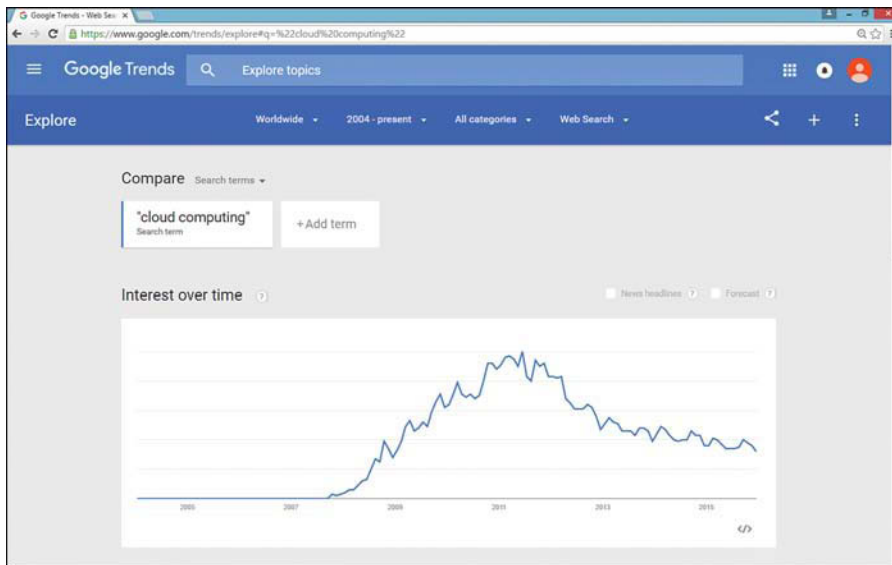 Google Trends - Web Sea
https://www.google.com/trends/explore#q=%22cloud%20computing%22
Google Trends
Explore topics
Explore
Worldwide
2004 - present
All categories
Web Search
Compare Search terms
"cloud computing"
Search term
+Add term
Interest over time ?
News headlines ?
Forecast ?
2005 2007 2009 2011 2013 2015
</>